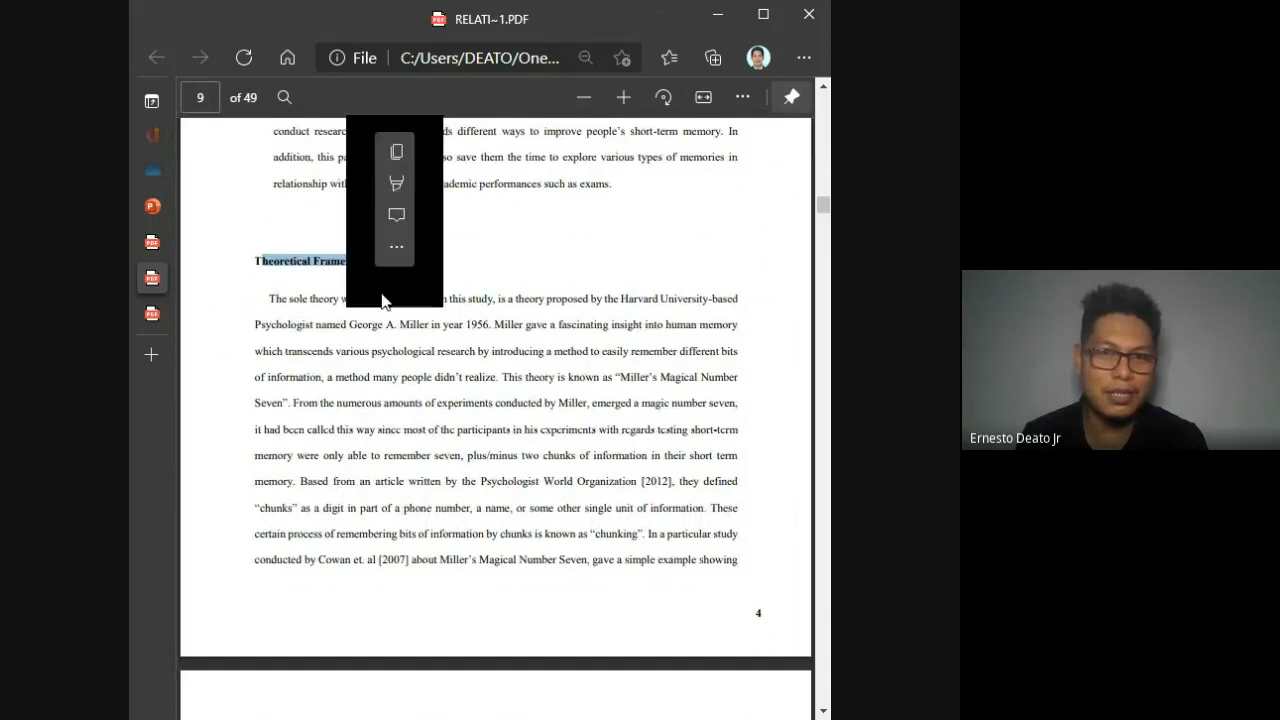 RELATI~1.PDF
File
C:/Users/DEATO/One...
9
of 49
conduct resear ds different ways to improve people's short-term memory. In
addition, this pa so save them the time to explore various types of memories in
relationship with ademic performances such as exams.
Theoretical Frame
The sole theory w n this study, is a theory proposed by the Harvard University-based
Psychologist named George A. Miller in year 1956. Miller gave a fascinating insight into human memory
which transcends various psychological research by introducing a method to easily remember different bits
of information, a method many people didn't realize. This theory is known as "Miller's Magical Number
Seven". From the numerous amounts of experiments conducted by Miller, emerged a magic number seven,
it had been called this way since most of the participants in his experiments with regards testing short-term
memory were only able to remember seven, plus/minus two chunks of information in their short term
memory. Based from an article written by the Psychologist World Organization [2012], they defined
"chunks" as a digit in part of a phone number, a name, or some other single unit of information. These
certain process of remembering bits of information by chunks is known as "chunking". In a particular study
conducted by Cowan et. al [2007] about Miller's Magical Number Seven, gave a simple example showing
4
Ernesto Deato Jr